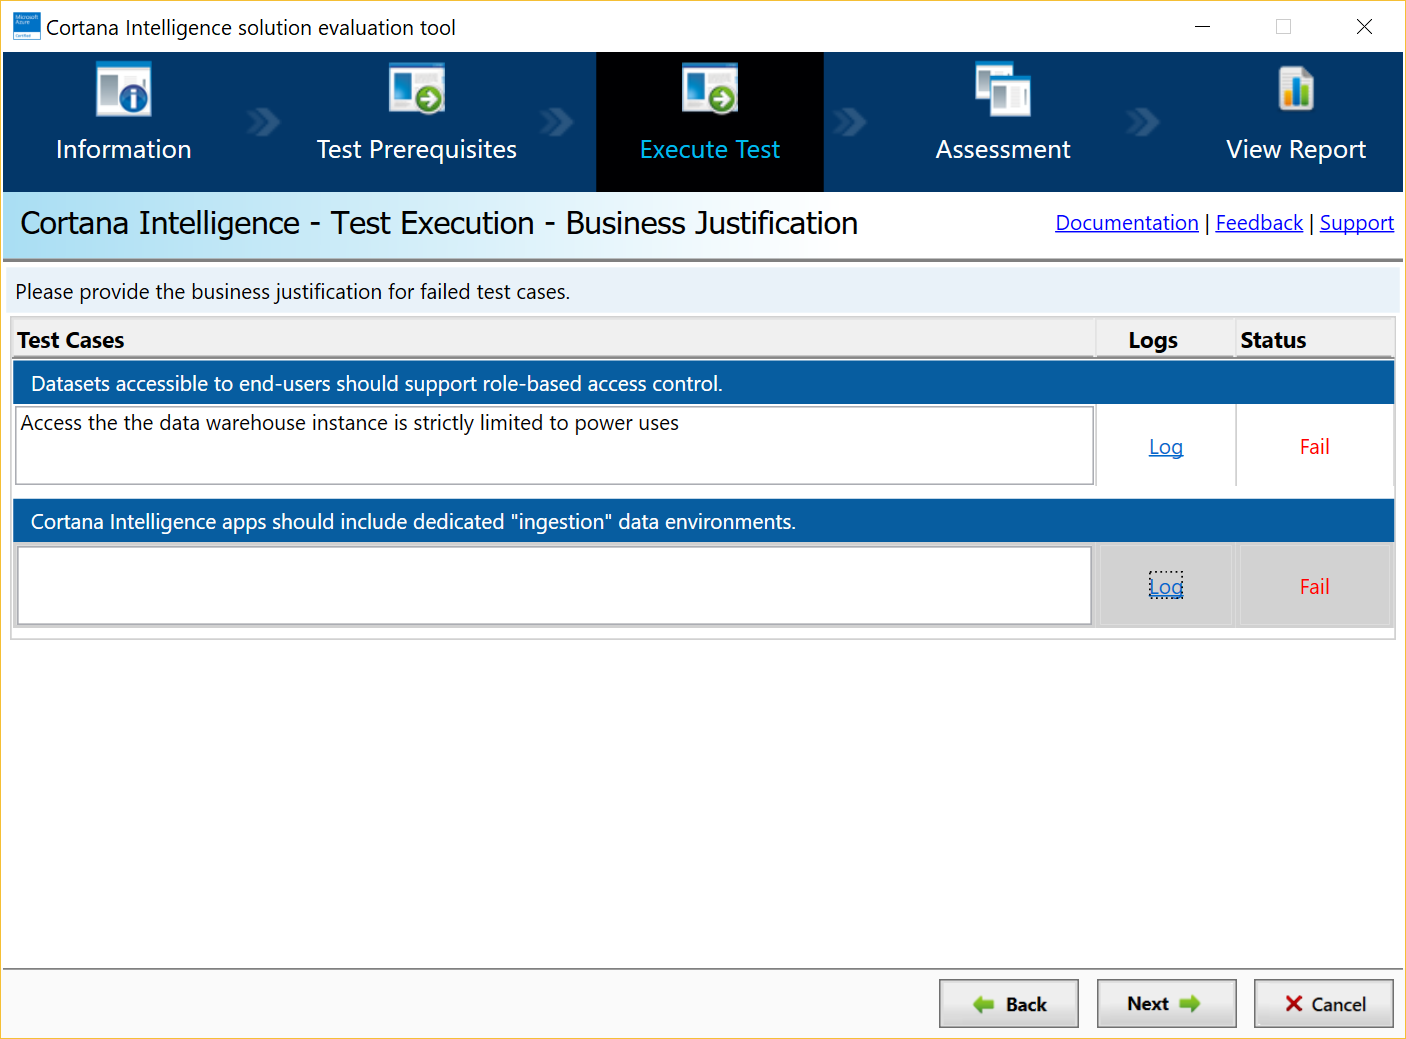 Microsoft
Azure
Certified
Cortana Intelligence solution evaluation tool
Information
Test Prerequisites
Execute Test
Assessment
View Report
Cortana Intelligence - Test Execution - Business Justification
Documentation | Feedback | Support
Please provide the business justification for failed test cases.
Test Cases Logs Status
Datasets accessible to end-users should support role-based access control.
Access the the data warehouse instance is strictly limited to power uses
Log Fail
Cortana Intelligence apps should include dedicated "ingestion" data environments.
Log Fail
Back Next Cancel